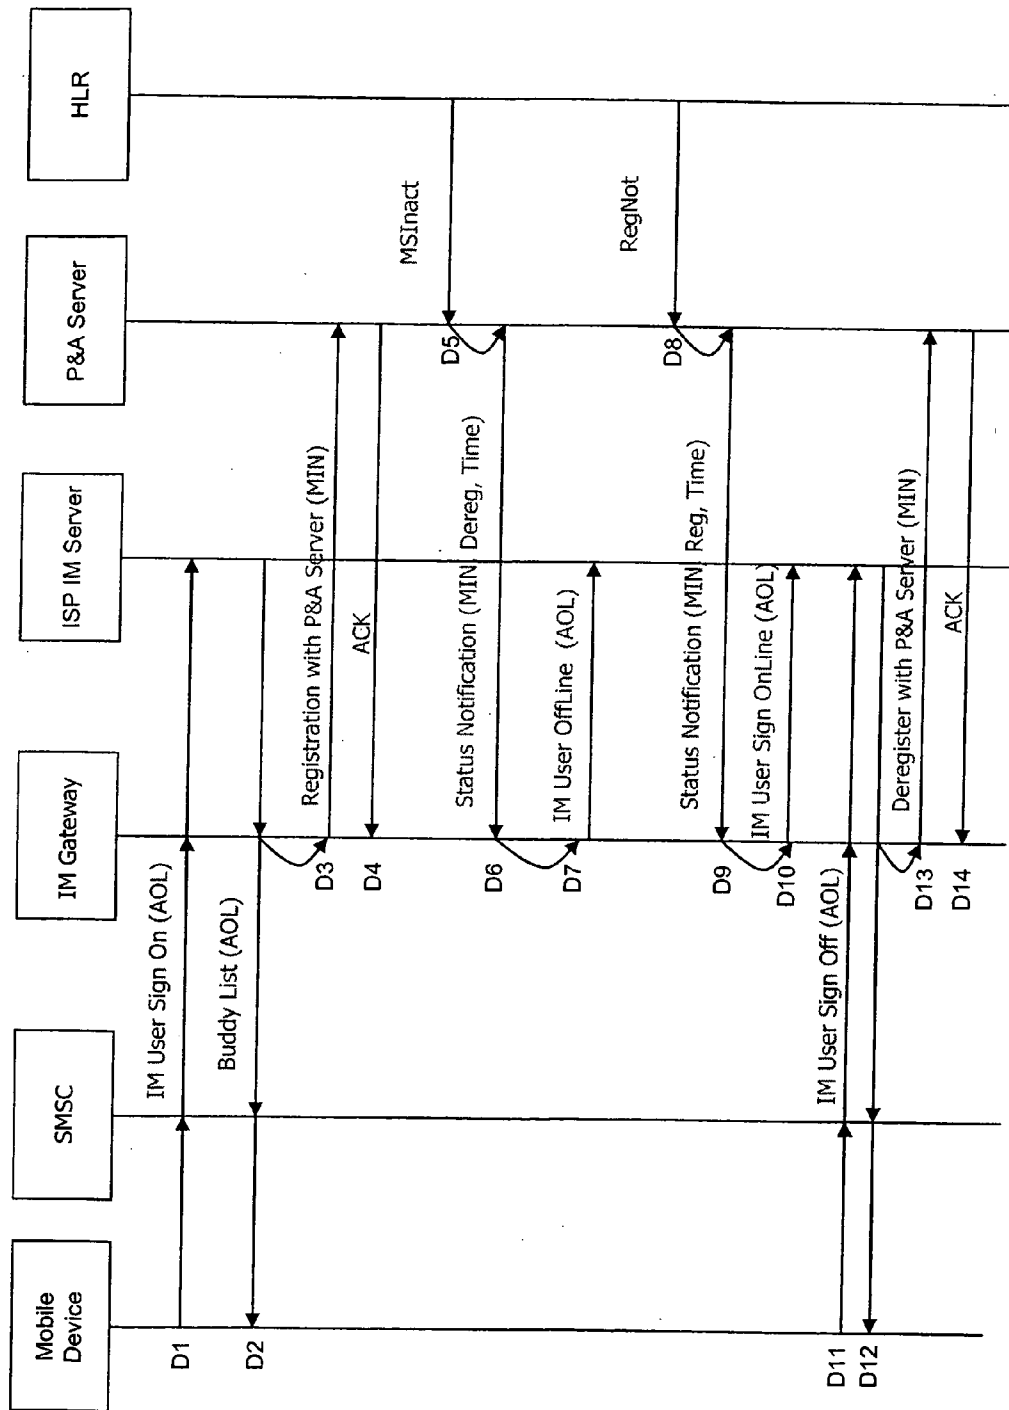 Mobile
Device
SMSC
IM Gateway
ISP IM Server
P&A Server
HLR
D1
IM User Sign On (AOL)
D2
Buddy List (AOL)
D3
Registration with P&A Server (MIN)
D4
ACK
D5
MSInact
D6
Status Notification (MIN, Dereg, Time)
D7
IM User OffLine (AOL)
D8
RegNot
D9
Status Notification (MIN, Reg, Time)
D10
IM User Sign OnLine (AOL)
D11
IM User Sign Off (AOL)
D12
D13
Deregister with P&A Server (MIN)
D14
ACK